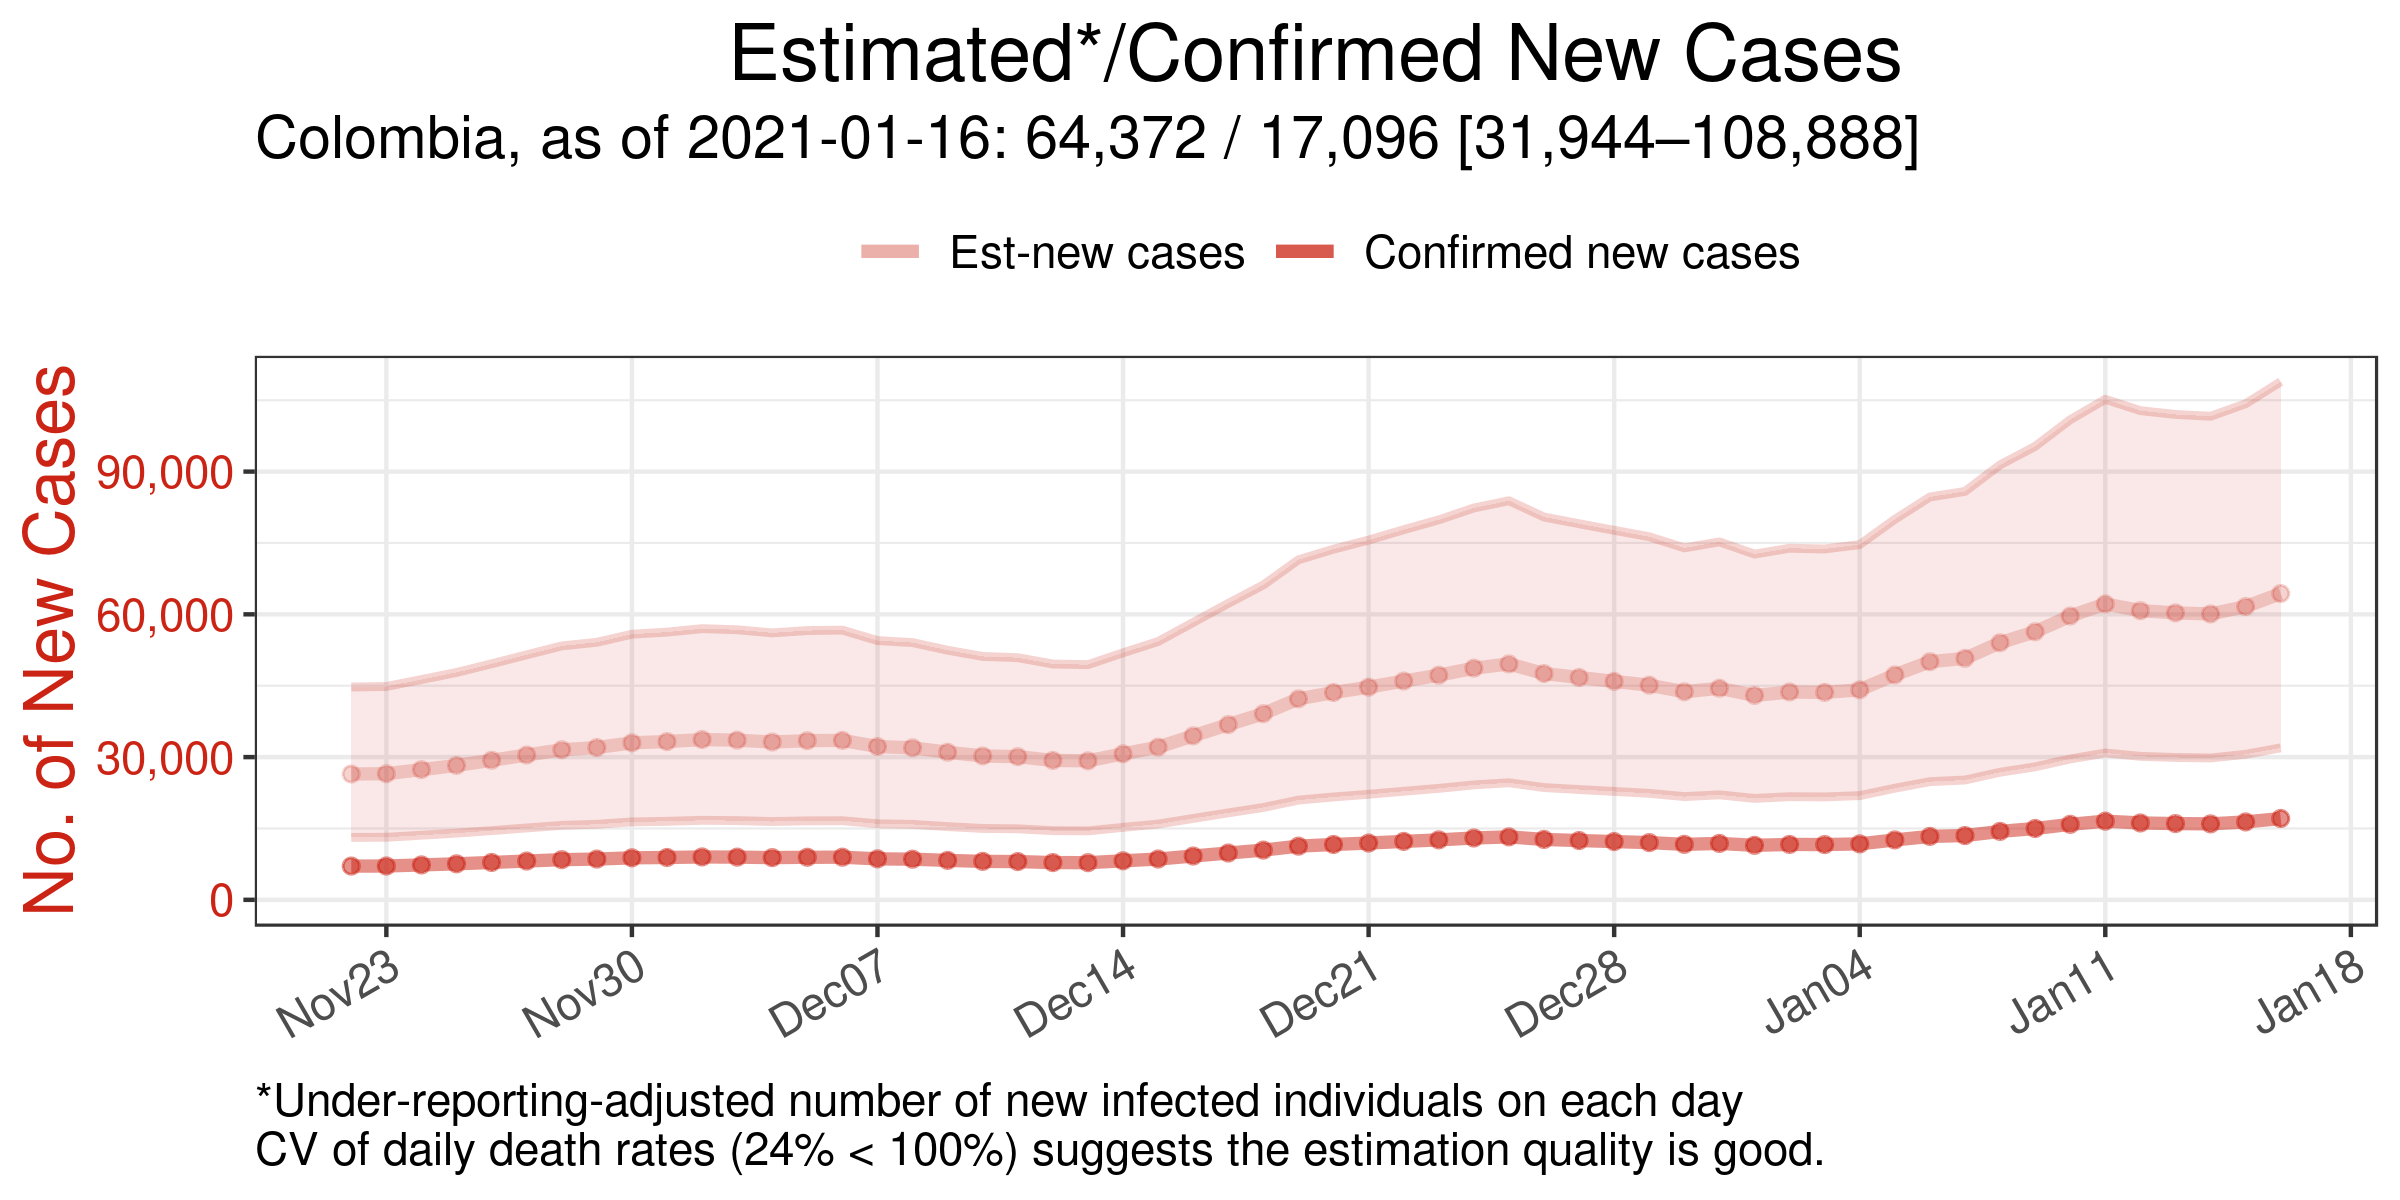 Estimated*/Confirmed New Cases
Colombia, as of 2021-01-16: 64,372 / 17,096 [31,944–108,888]
Est-new cases Confirmed new cases
No. of New Cases
90,000
60,000
30,000
0
Nov23 Nov30 Dec07 Dec14 Dec21 Dec28 Jan04 Jan11 Jan18
*Under-reporting-adjusted number of new infected individuals on each day
CV of daily death rates (24% < 100%) suggests the estimation quality is good.